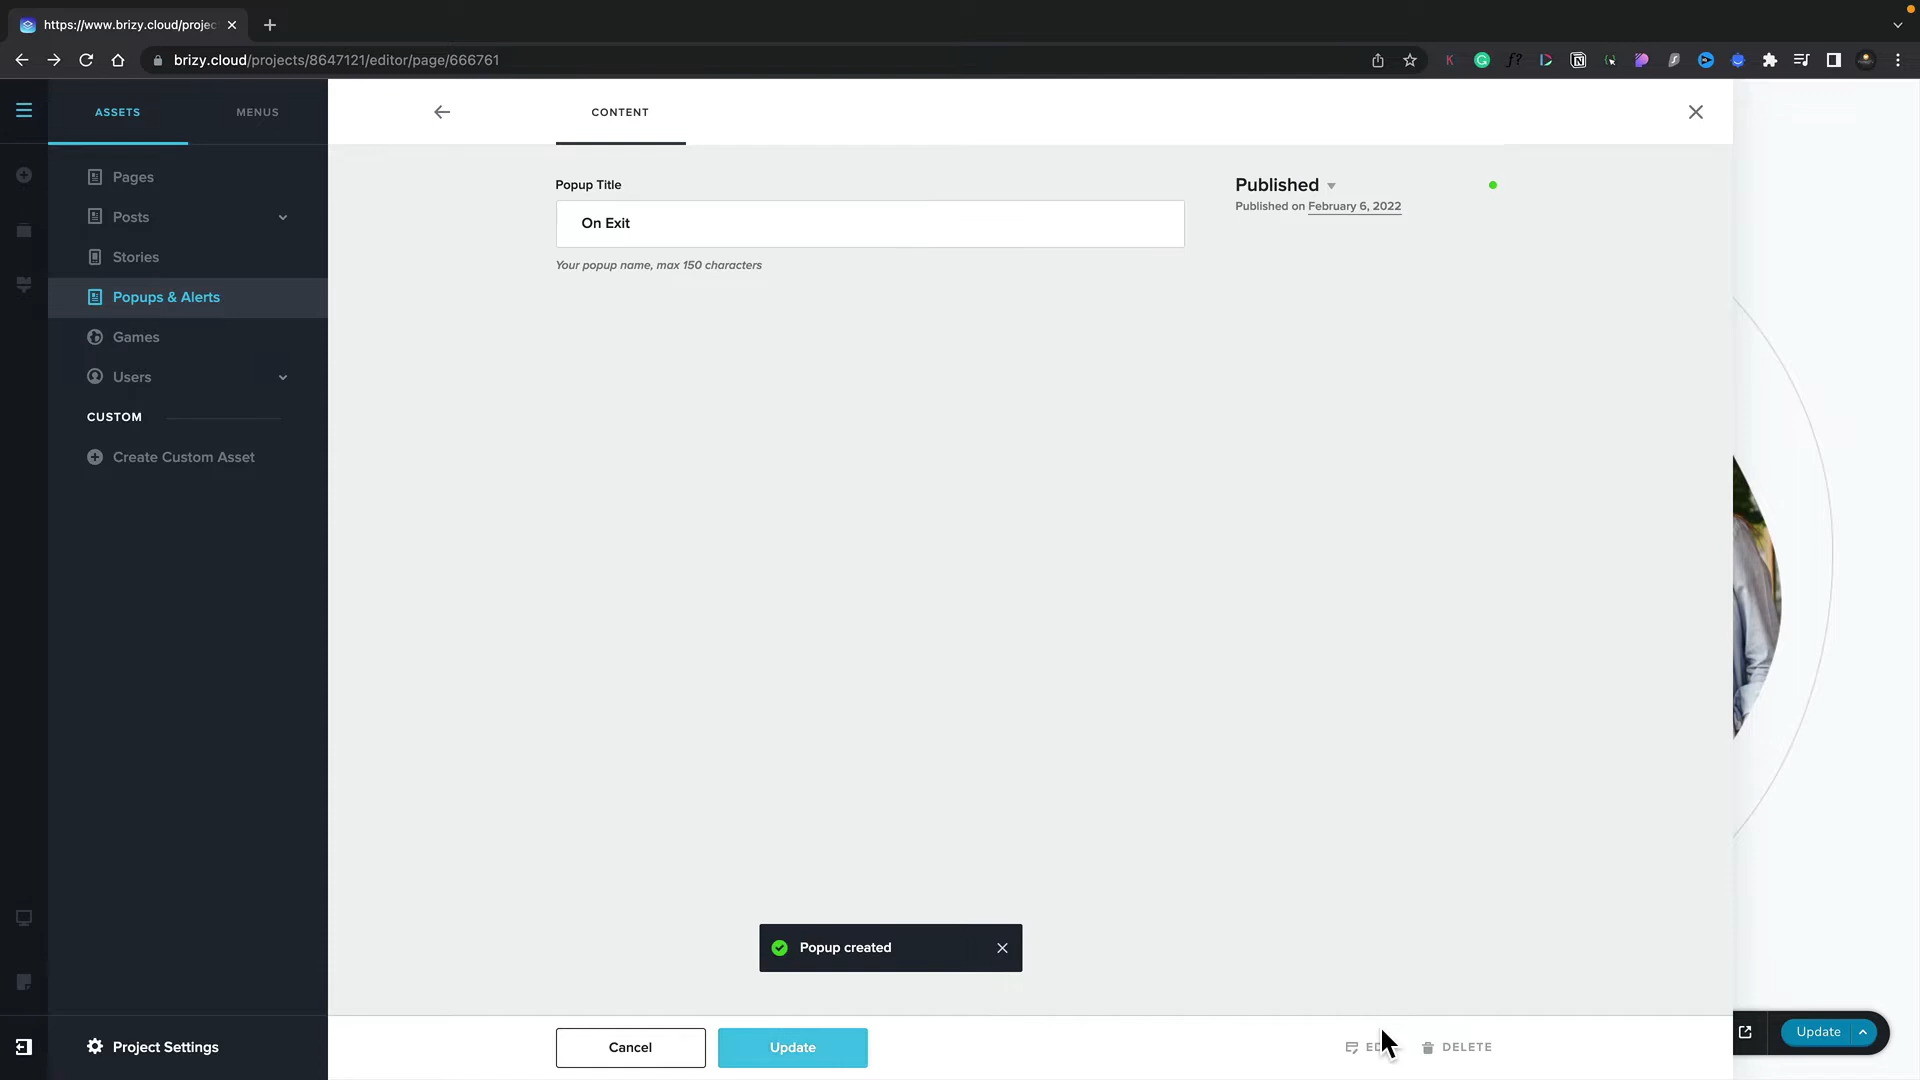 https://www.brizy.cloud/projec
brizy.cloud/projects/8647121/editor/page/666761
ASSETS
MENUS
CONTENT
Pages
Posts
Stories
Popups & Alerts
Games
Users
CUSTOM
Create Custom Asset
Popup Title
On Exit
Your popup name, max 150 characters
Published
Published on February 6, 2022
Popup created
Project Settings
Cancel
Update
DELETE
Update